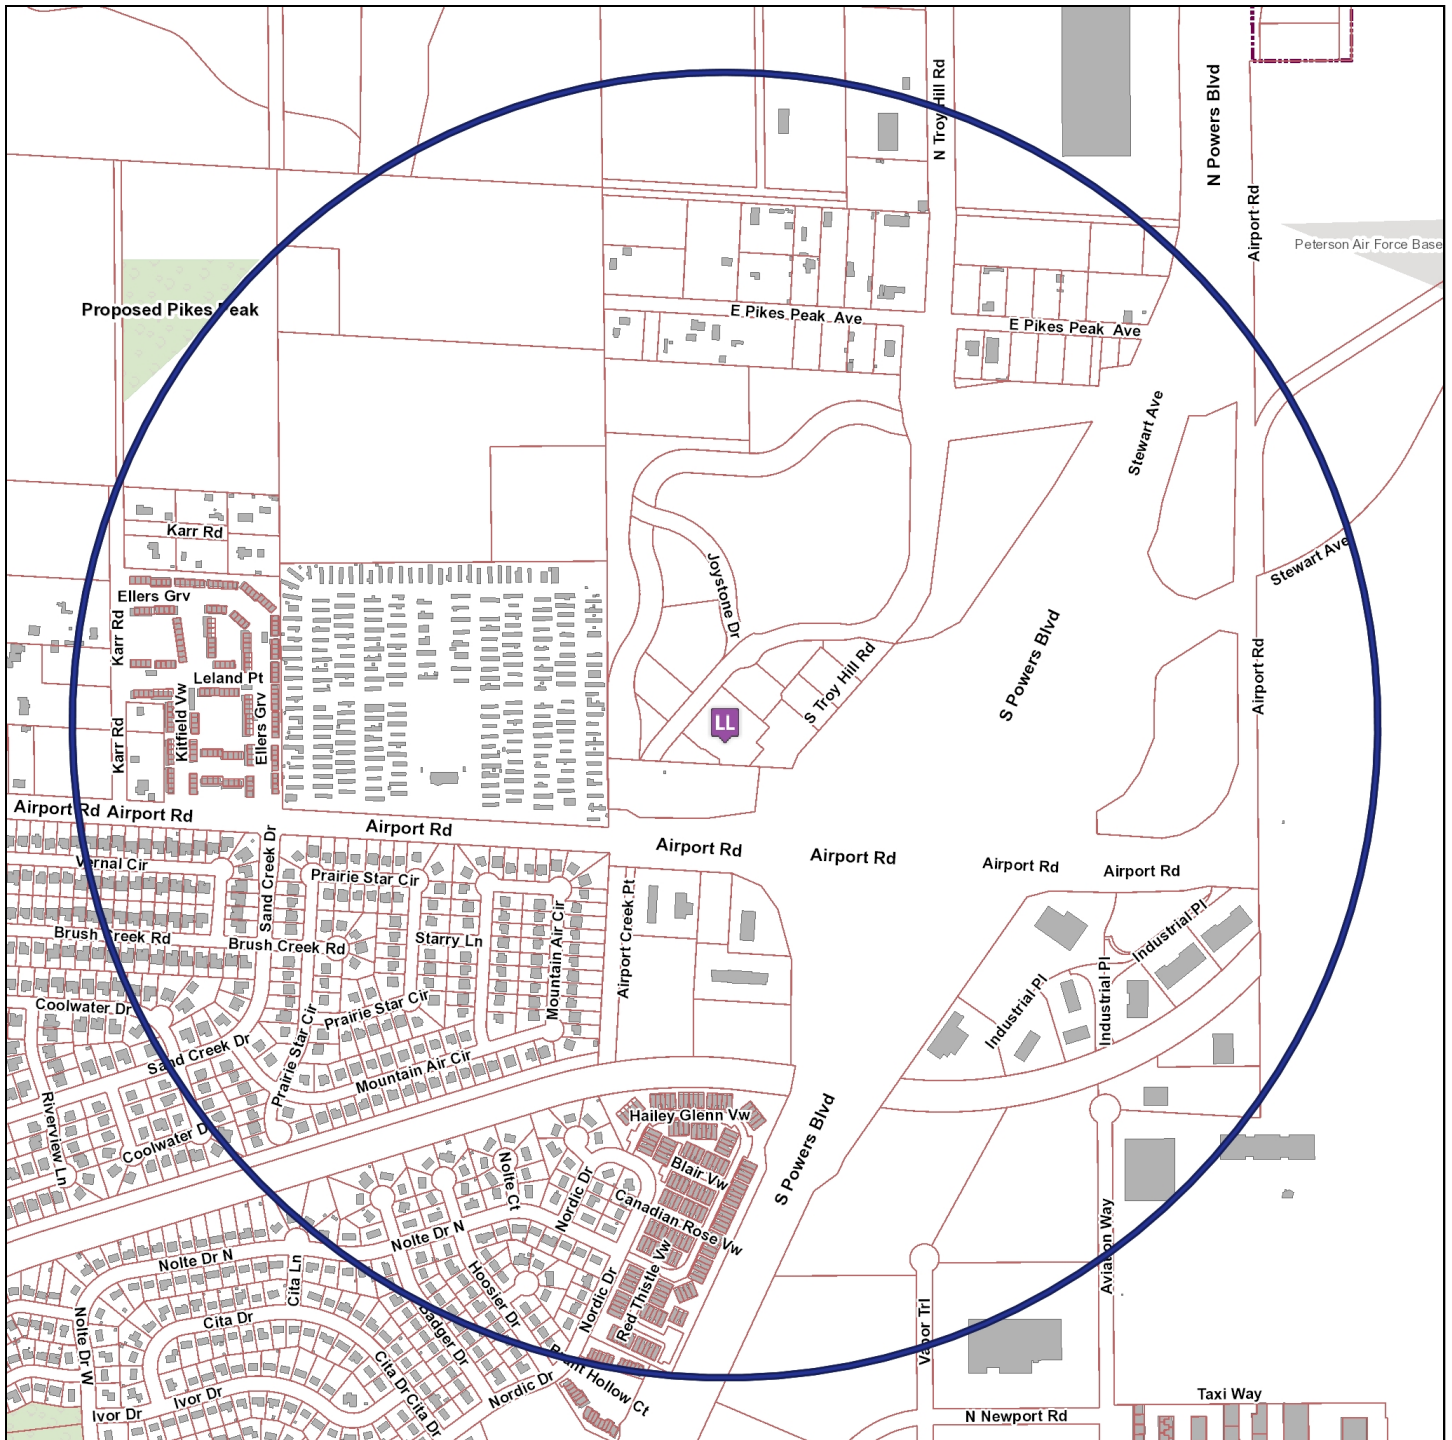 N Troy Hill Rd
N Powers Blvd
Airport Rd
Peterson Air Force Base
Proposed Pikes Peak
E Pikes Peak Ave
E Pikes Peak Ave
Stewart Ave
Karr Rd
Stewart Ave
Joystone Dr
Ellers Grv
Karr Rd
Leland Pt
S Troy Hill Rd
S Powers Blvd
Airport Rd
Kitfield Vw
Ellers Grv
Karr Rd
LL
Airport Rd
Airport Rd
Airport Rd
Airport Rd
Airport Rd
Airport Rd
Airport Rd
Vernal Cir
Sand Creek Dr
Prairie Star Cir
Brush Creek Rd
Brush Creek Rd
Starry Ln
Mountain Air Cir
Airport Creek Pt
Industrial Pl
Industrial Pl
Industrial Pl
Coolwater Dr
Prairie Star Cir
Sand Creek Dr
Prairie Star Cir
Mountain Air Cir
Hailey Glenn Vw
Riverview Ln
Coolwater Dr
S Powers Blvd
Blair Vw
Nolte Ct
Nordic Dr
Canadian Rose Vw
Nolte Dr N
Nolte Dr N
Aviation Way
Cita Ln
Hoosier Dr
Nordic Dr
Red Thistle Vw
Cita Dr
Badger Dr
Nolte Dr W
Vapor Trl
Cita Dr
Cita Dr
Nordic Dr
Brant Hollow Ct
Ivor Dr
Ivor Dr
Taxi Way
N Newport Rd